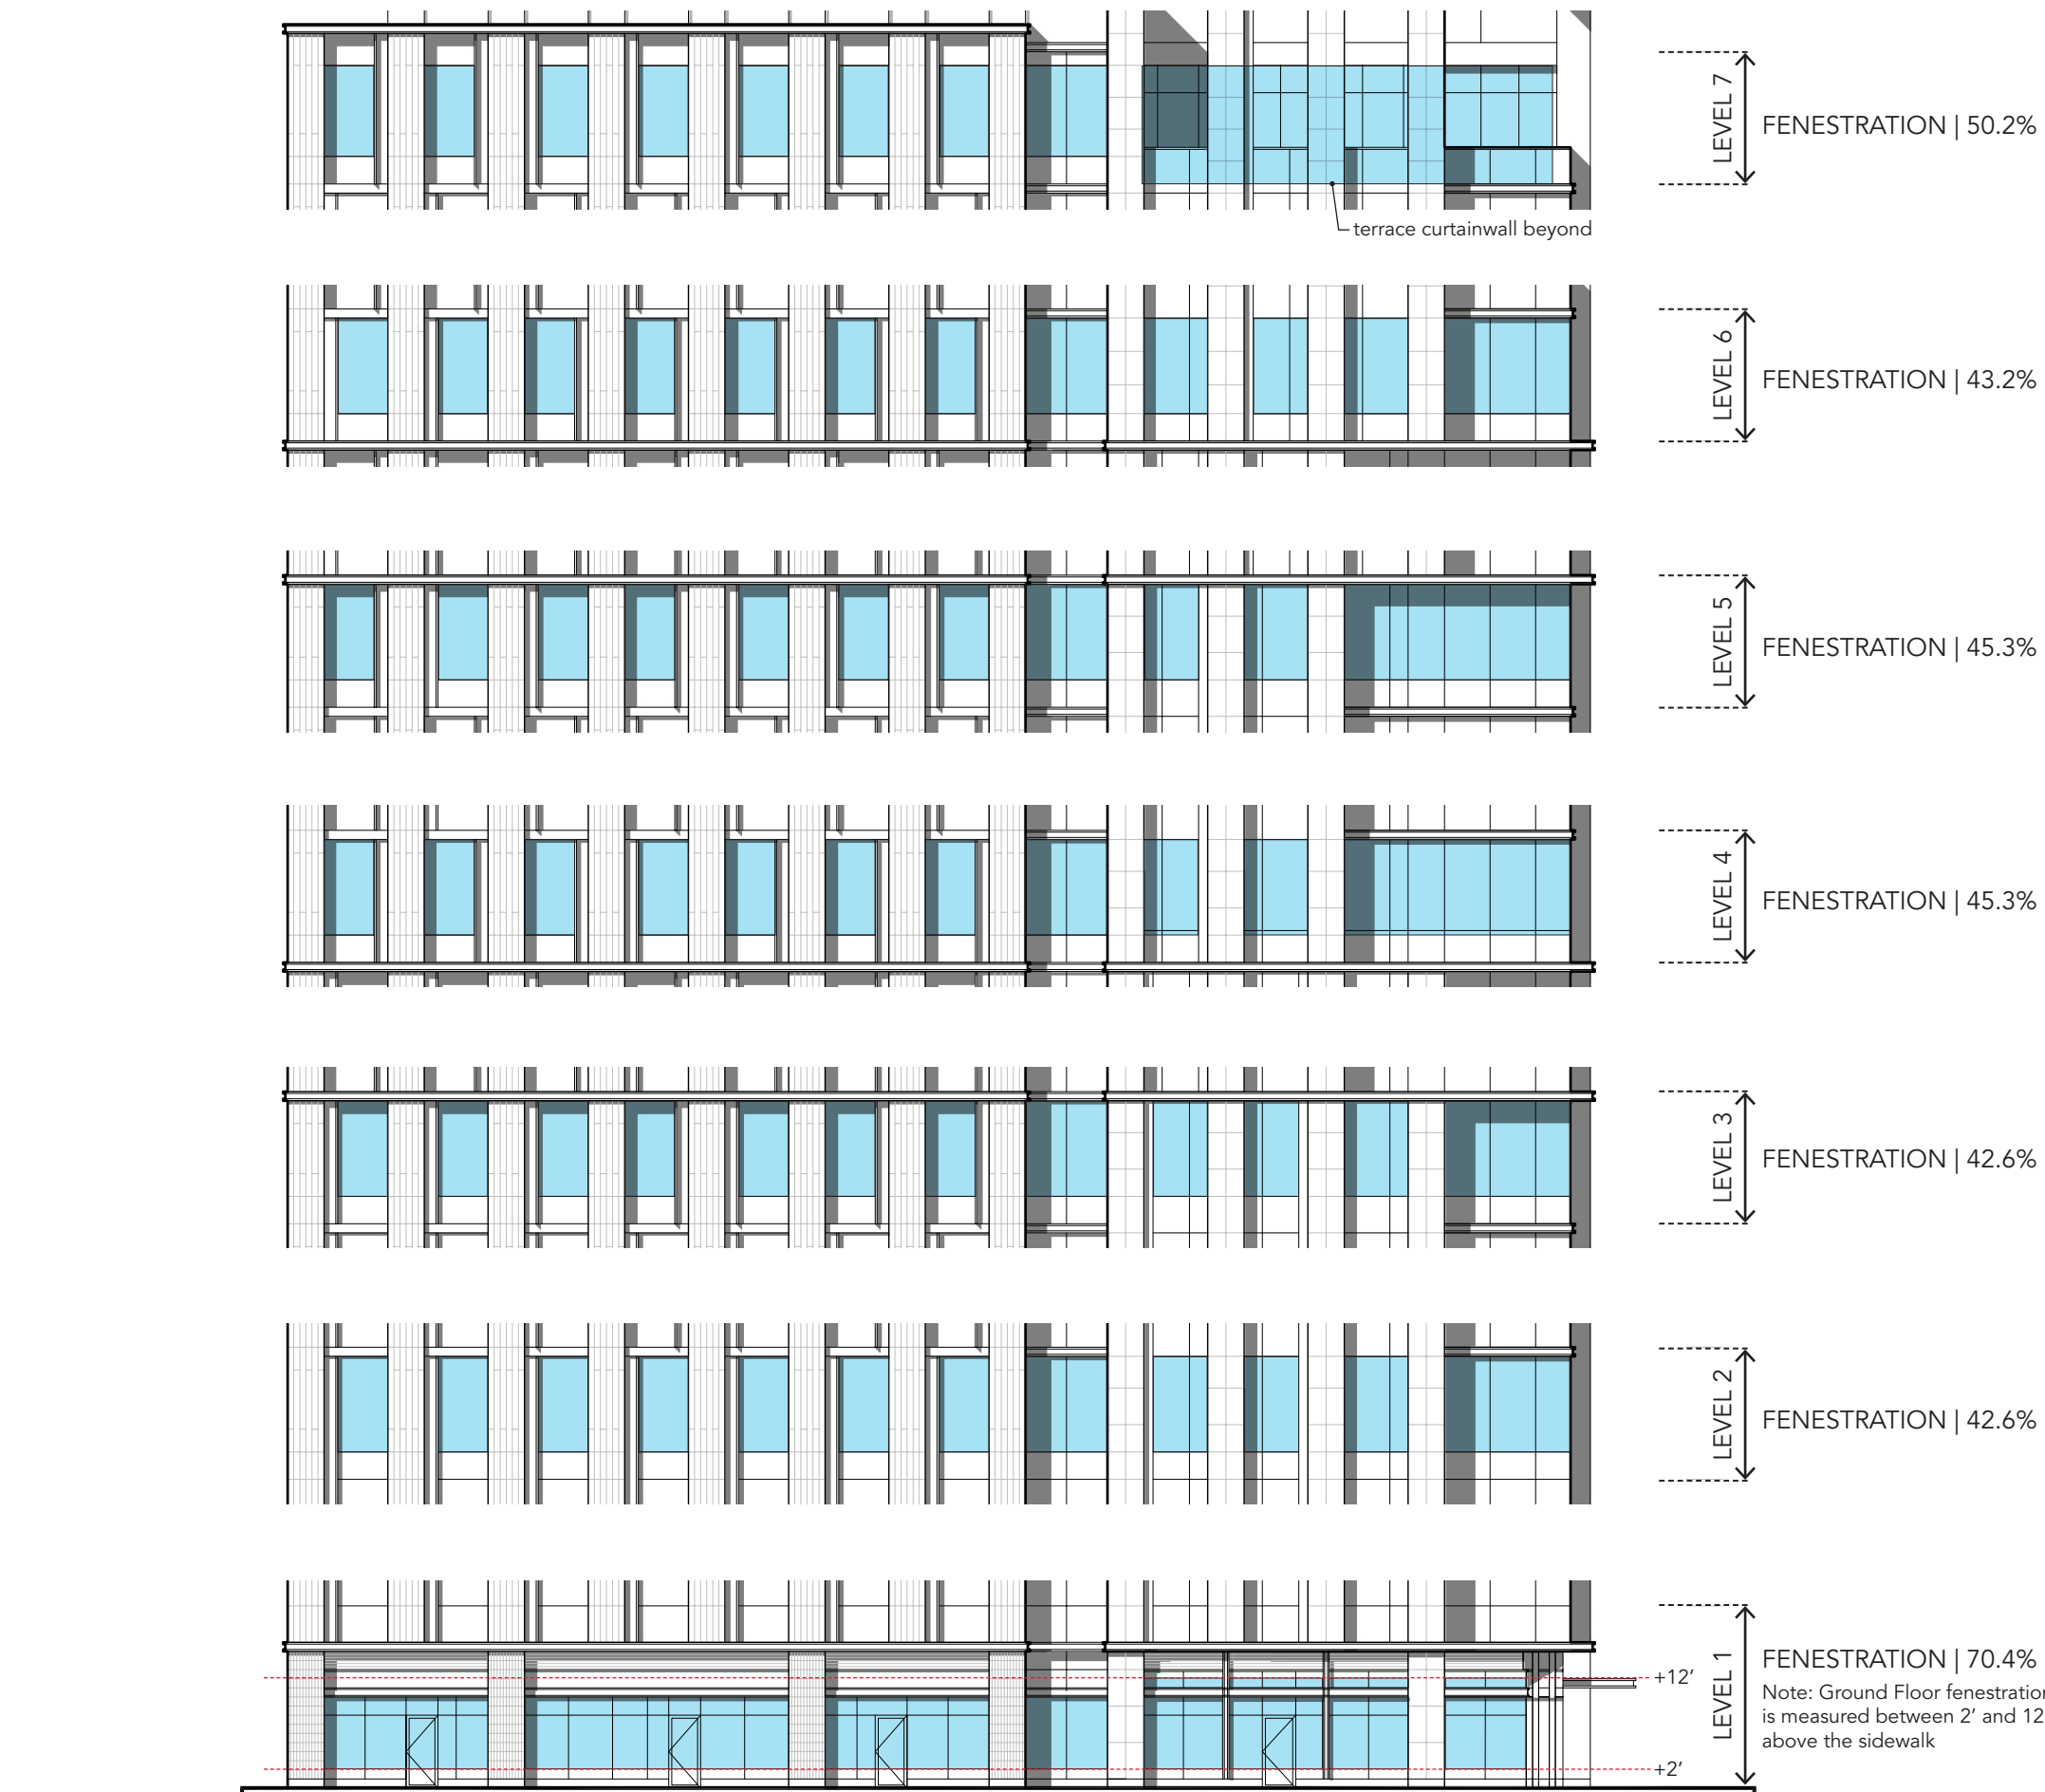 LEVEL 7
FENESTRATION | 50.2%
terrace curtainwall beyond
LEVEL 6
FENESTRATION | 43.2%
LEVEL 5
FENESTRATION | 45.3%
LEVEL 4
FENESTRATION | 45.3%
LEVEL 3
FENESTRATION | 42.6%
LEVEL 2
FENESTRATION | 42.6%
LEVEL 1
FENESTRATION | 70.4%
+12’
Note: Ground Floor fenestration
is measured between 2’ and 12
above the sidewalk
+2’